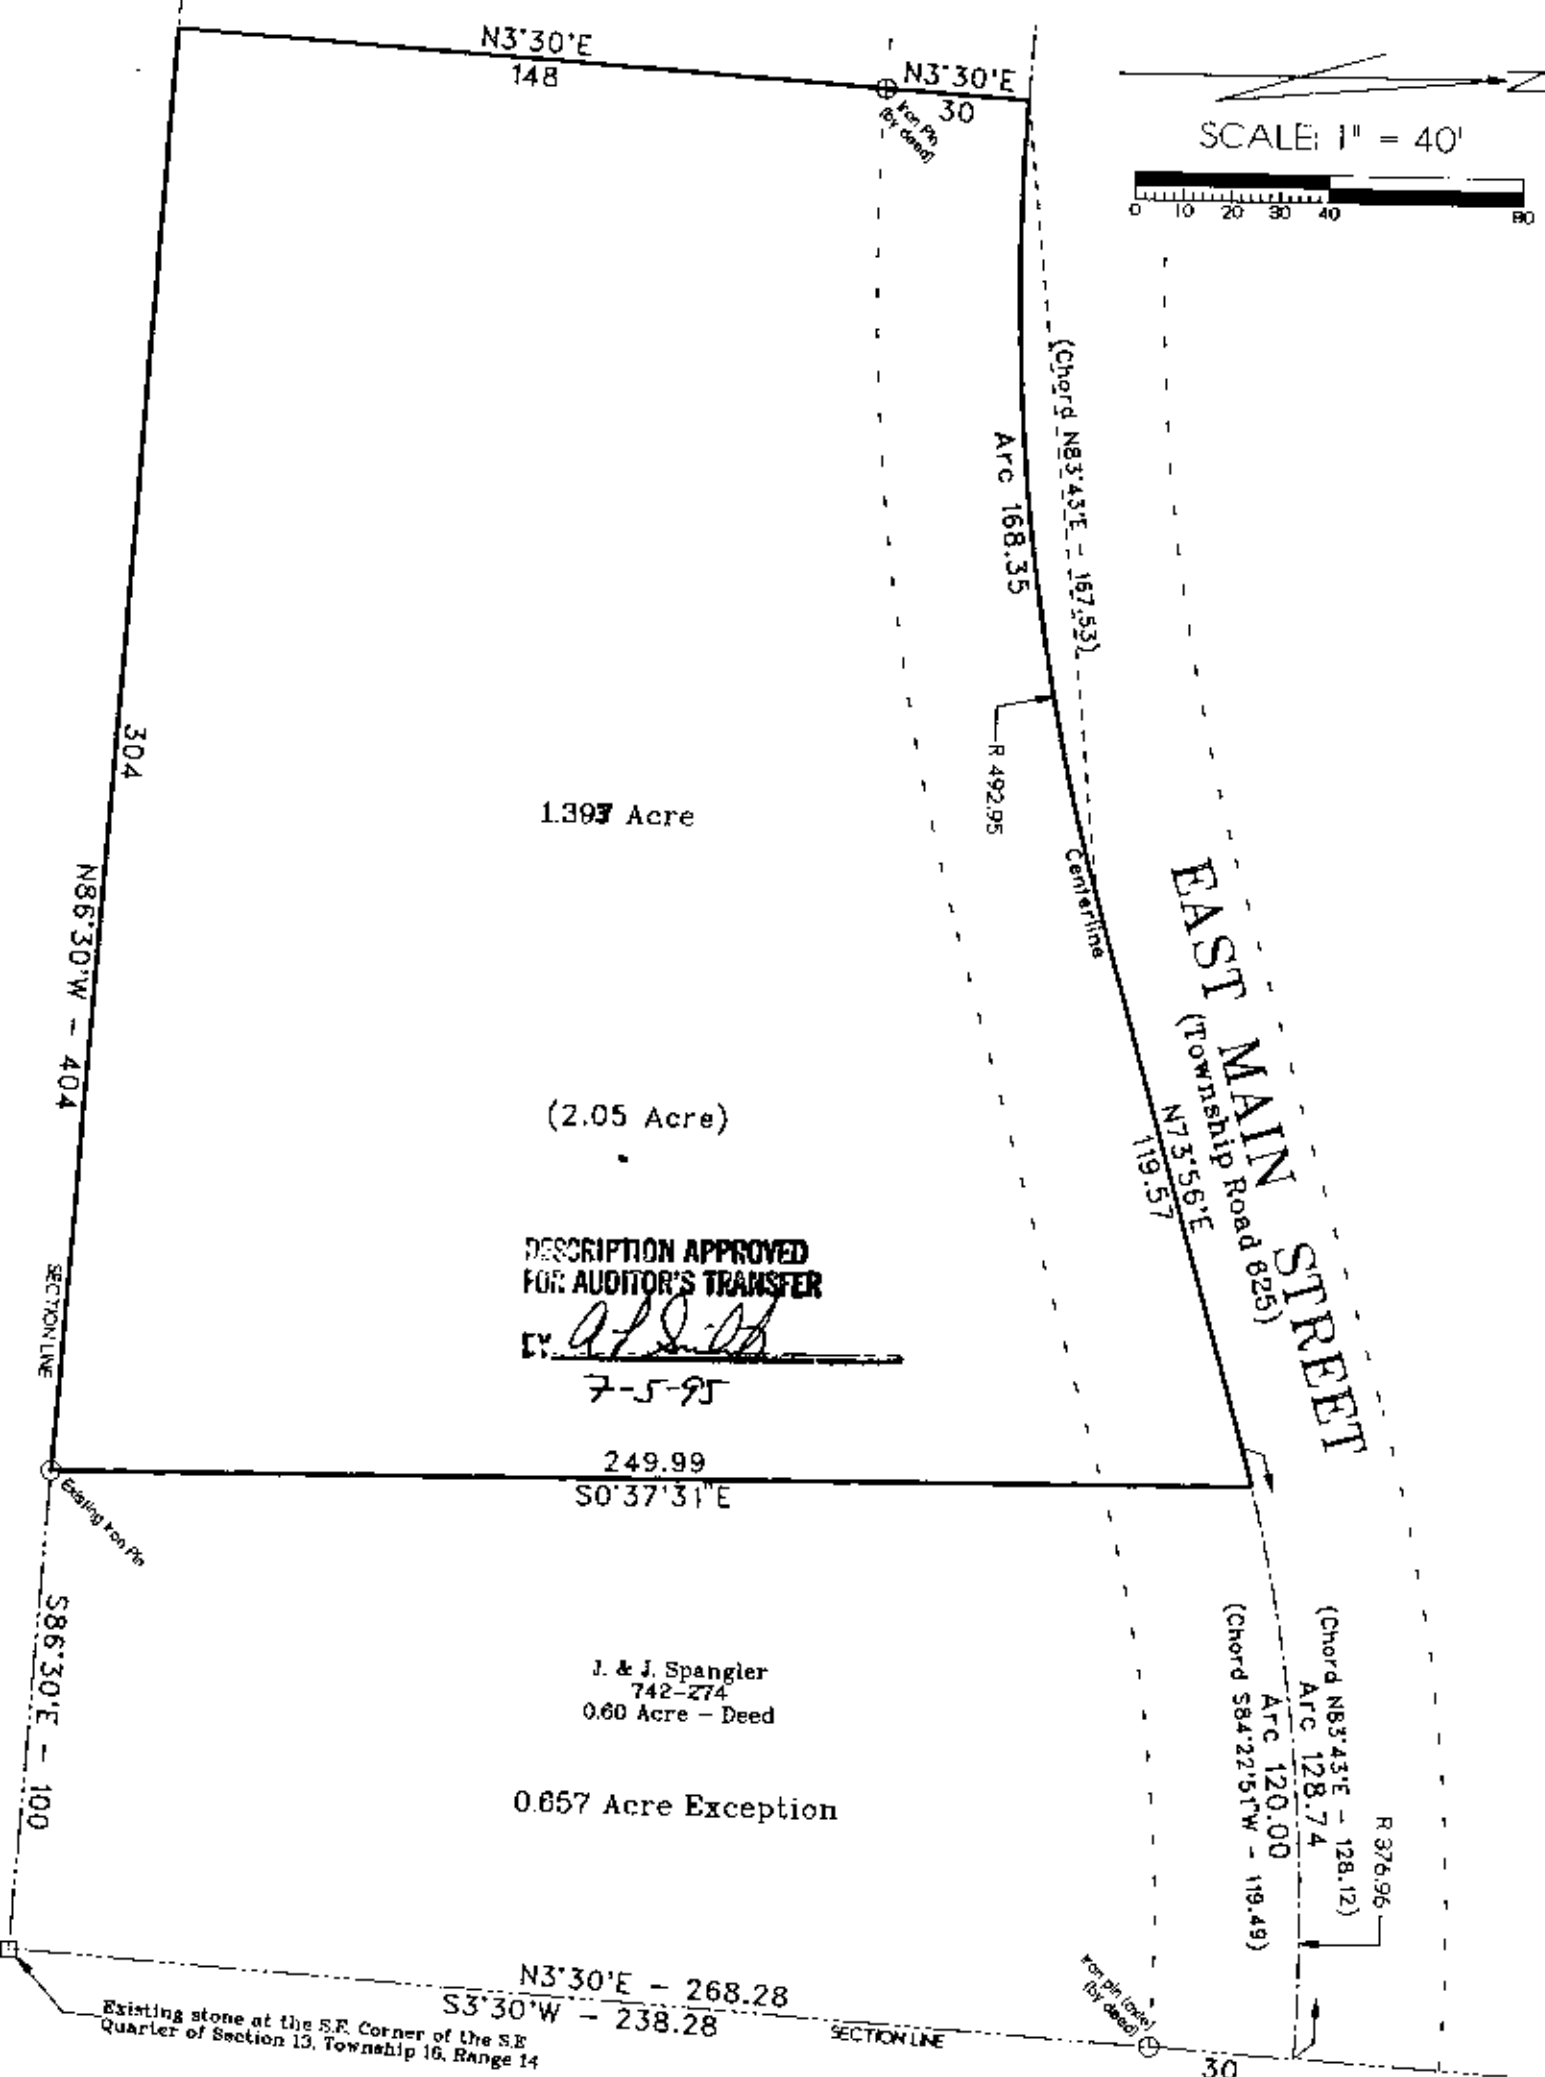 N3°30'E
148
N3°30'E
30
Iron Pin
(by deed)
N
SCALE: 1" = 40'
0 10 20 30 40 80
(Chord N83°43'E - 167.53)
Arc 168.35
R 492.95
Centerline
304
N86°30'W - 404
1.397 Acre
(2.05 Acre)
EAST MAIN STREET
(Township Road 625)
N73°56'E
119.57
DESCRIPTION APPROVED
FOR AUDITOR'S TRANSFER
BY
7-5-95
SECTION LINE
249.99
S0°37'31"E
Existing Iron Pin
S86°30'E - 100
J. & J. Spangler
742-274
0.60 Acre - Deed
0.657 Acre Exception
(Chord N83°43'E - 128.12)
Arc 128.74
Arc 120.00
(Chord S84°22'51"W - 119.49)
R 376.96
N3°30'E - 268.28
S3°30'W - 238.28
SECTION LINE
Iron pin
(by deed)
30
Existing stone at the S.E. Corner of the S.E.
Quarter of Section 13, Township 16, Range 14